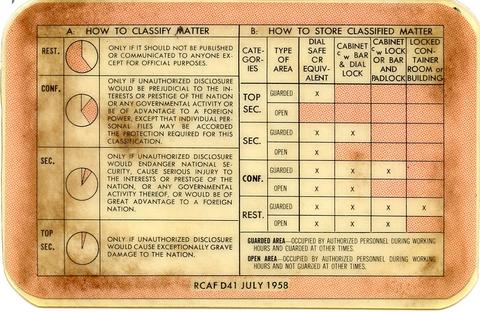 A: HOW TO CLASSIFY MATTER
REST.
ONLY IF IT SHOULD NOT BE PUBLISHED
OR COMMUNICATED TO ANYONE EX-
CEPT FOR OFFICIAL PURPOSES.
CONF.
ONLY IF UNAUTHORIZED DISCLOSURE
WOULD BE PREJUDICIAL TO THE IN-
TERESTS OR PRESTIGE OF THE NATION
OR ANY GOVERNMENTAL ACTIVITY OR
BE OF ADVANTAGE TO A FOREIGN
POWER, EXCEPT THAT INDIVIDUAL PER-
SONAL FILES MAY BE ACCORDED
THE PROTECTION REQUIRED FOR THIS
CLASSIFICATION.
SEC.
ONLY IF UNAUTHORIZED DISCLOSURE
WOULD ENDANGER NATIONAL SE-
CURITY, CAUSE SERIOUS INJURY TO
THE INTERESTS OR PRESTIGE OF THE
NATION, OR ANY GOVERNMENTAL
ACTIVITY THEREOF, OR WOULD BE OF
GREAT ADVANTAGE TO A FOREIGN
NATION.
TOP
SEC.
ONLY IF UNAUTHORIZED DISCLOSURE
WOULD CAUSE EXCEPTIONALLY GRAVE
DAMAGE TO THE NATION.
B: HOW TO STORE CLASSIFIED MATTER
CATE-
GOR-
IES
TYPE
OF
AREA
DIAL
SAFE
OR
EQUIV-
ALENT
CABINET
c/w BAR
& DIAL
LOCK
CABINET
c/w LOCK
OR BAR
AND
PADLOCK
LOCKED
CON-
TAINER
ROOM or
BUILDING
TOP
SEC.
GUARDED X
OPEN
SEC.
GUARDED X X
OPEN X
CONF.
GUARDED X X X
OPEN X X
REST.
GUARDED X X X X
OPEN X X X
GUARDED AREA—OCCUPIED BY AUTHORIZED PERSONNEL DURING WORKING
HOURS AND GUARDED AT OTHER TIMES.
OPEN AREA—OCCUPIED BY AUTHORIZED PERSONNEL DURING WORKING
HOURS AND NOT GUARDED AT OTHER TIMES.
RCAF D41 JULY 1958